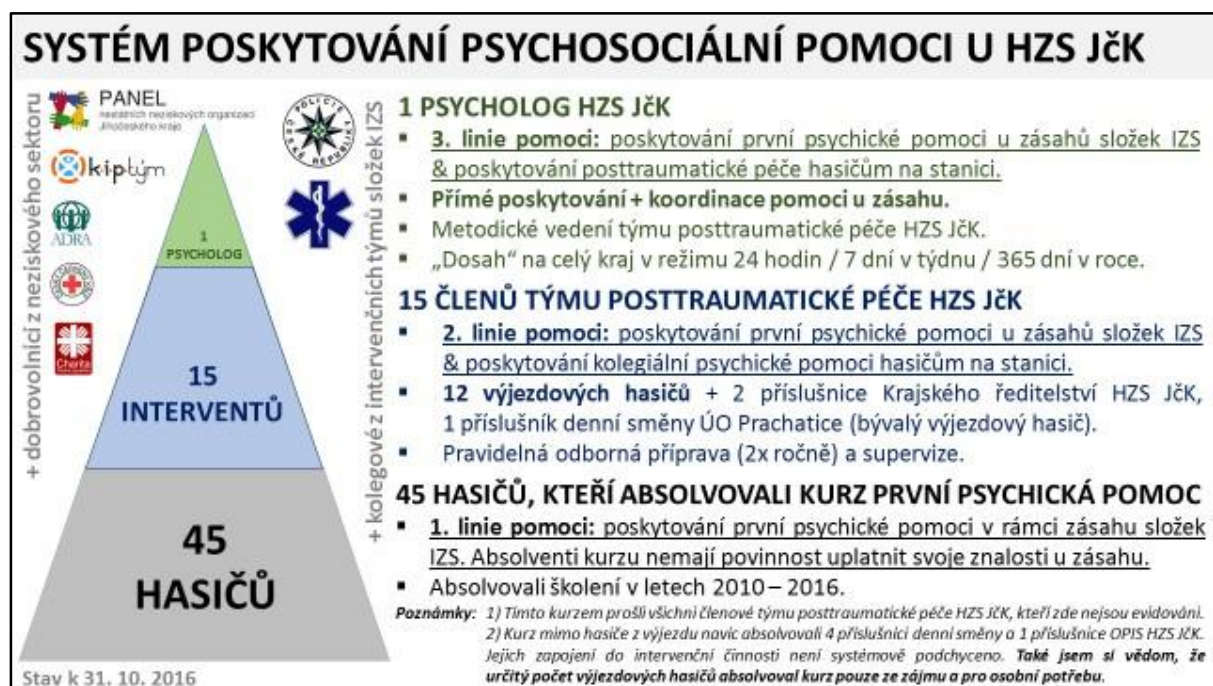 SYSTÉM POSKYTOVÁNÍ PSYCHOSOCIÁLNÍ POMOCI U HZS JčK
+ dobrovolníci z neziskového sektoru
PANEL
nestátních neziskových organizací
Jihočeského kraje
kiptým
ADRA
Charita
POLICIE
ČESKÉ REPUBLIKY
+ kolegové z intervenčních týmů složek IZS
1
PSYCHOLOG
15
INTERVENTŮ
45
HASIČŮ
Stav k 31. 10. 2016
1 PSYCHOLOG HZS JčK
▪ 3. linie pomoci: poskytování první psychické pomoci u zásahů složek IZS
& poskytování posttraumatické péče hasičům na stanici.
▪ Přímé poskytování + koordinace pomoci u zásahu.
▪ Metodické vedení týmu posttraumatické péče HZS JčK.
▪ „Dosah" na celý kraj v režimu 24 hodin / 7 dní v týdnu / 365 dní v roce.
15 ČLENŮ TÝMU POSTTRAUMATICKÉ PÉČE HZS JčK
▪ 2. linie pomoci: poskytování první psychické pomoci u zásahů složek IZS
& poskytování kolegiální psychické pomoci hasičům na stanici.
▪ 12 výjezdových hasičů + 2 příslušnice Krajského ředitelství HZS JčK,
1 příslušník denní směny ÚO Prachatice (bývalý výjezdový hasič).
▪ Pravidelná odborná příprava (2x ročně) a supervize.
45 HASIČŮ, KTEŘÍ ABSOLVOVALI KURZ PRVNÍ PSYCHICKÁ POMOC
▪ 1. linie pomoci: poskytování první psychické pomoci v rámci zásahu složek
IZS. Absolventi kurzu nemají povinnost uplatnit svoje znalosti u zásahu.
▪ Absolvovali školení v letech 2010 – 2016.
Poznámky: 1) Tímto kurzem prošli všichni členové týmu posttraumatické péče HZS JčK, kteří zde nejsou evidováni.
2) Kurz mimo hasiče z výjezdu navíc absolvovali 4 příslušníci denní směny a 1 příslušnice OPIS HZS JčK.
Jejich zapojení do intervenční činnosti není systémově podchyceno. Také jsem si vědom, že
určitý počet výjezdových hasičů absolvoval kurz pouze ze zájmu a pro osobní potřebu.